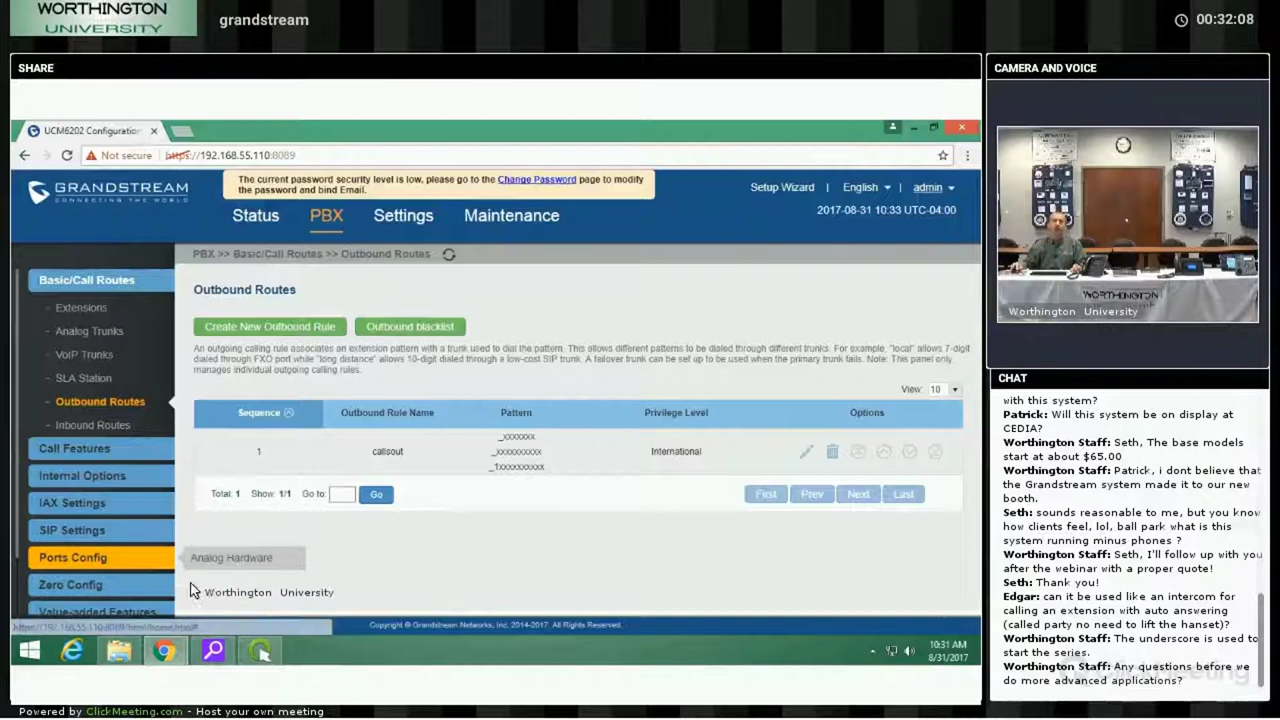 WORTHINGTON
UNIVERSITY
grandstream
00:32:08
SHARE
UCM6202 Configuration
Not secure
https://192.168.55.110:8089
GRANDSTREAM
CONNECTING THE WORLD
The current password security level is low, please go to the Change Password page to modify
the password and bind Email.
Setup Wizard | English | admin
Status PBX Settings Maintenance
2017-08-31 10:33 UTC-04:00
PBX >> Basic/Call Routes >> Outbound Routes
Basic/Call Routes
- Extensions
- Analog Trunks
- VoIP Trunks
- SLA Station
- Outbound Routes
- Inbound Routes
Call Features
Internal Options
IAX Settings
SIP Settings
Ports Config
Zero Config
Value-added Features
Analog Hardware
Outbound Routes
Create New Outbound Rule
Outbound blacklist
An outgoing calling rule associates an extension pattern with a trunk used to dial the pattern. This allows different patterns to be dialed through different trunks. For example, "local" allows 7-digit
dialed through FXO port while "long distance" allows 10-digit dialed through a low-cost SIP trunk. A failover trunk can be set up to be used when the primary trunk fails. Note: This panel only
manages individual outgoing calling rules.
View: 10
Sequence Outbound Rule Name Pattern Privilege Level Options
_xxxxxxx
1 callsout _xxxxxxxxxx International
_1xxxxxxxxxx
Total: 1 Show: 1/1 Go to: Go First Prev Next Last
Worthington University
https://192.168.55.110:8089/html/home.html#
Copyright © Grandstream Networks, Inc. 2014-2017. All Rights Reserved.
10:31 AM
8/31/2017
CAMERA AND VOICE
WORTHINGTON
Worthington University
CHAT
with this system?
Patrick: Will this system be on display at
CEDIA?
Worthington Staff: Seth, The base models
start at about $65.00
Worthington Staff: Patrick, i dont believe that
the Grandstream system made it to our new
booth.
Seth: sounds reasonable to me, but you know
how clients feel, lol, ball park what is this
system running minus phones ?
Worthington Staff: Seth, I'll follow up with you
after the webinar with a proper quote!
Seth: Thank you!
Edgar: can it be used like an intercom for
calling an extension with auto answering
(called party no need to lift the hanset)?
Worthington Staff: The underscore is used to
start the series.
Worthington Staff: Any questions before we
do more advanced applications?
ClickMeeting
Powered by ClickMeeting.com - Host your own meeting